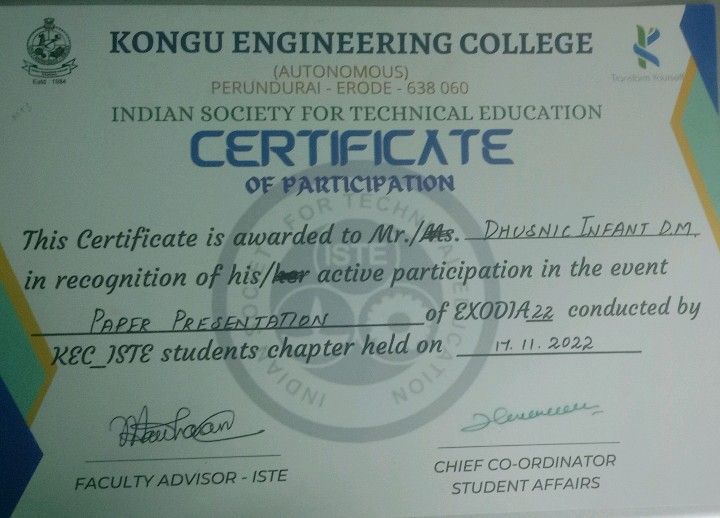 KONGU ENGINEERING COLLEGE
(AUTONOMOUS)
PERUNDURAI - ERODE - 638 060
Estd : 1984
Transform Yourself
INDIAN SOCIETY FOR TECHNICAL EDUCATION
CERTIFICATE
OF PARTICIPATION
This Certificate is awarded to Mr./Ms. DHUSNIC INFANT D.M.
in recognition of his/her active participation in the event
PAPER PRESENTATION of EXODIA22 conducted by
KEC_ISTE students chapter held on 17.11.2022
INDIAN SOCIETY FOR TECHNICAL EDUCATION
ISTE
FACULTY ADVISOR - ISTE
CHIEF CO-ORDINATOR
STUDENT AFFAIRS